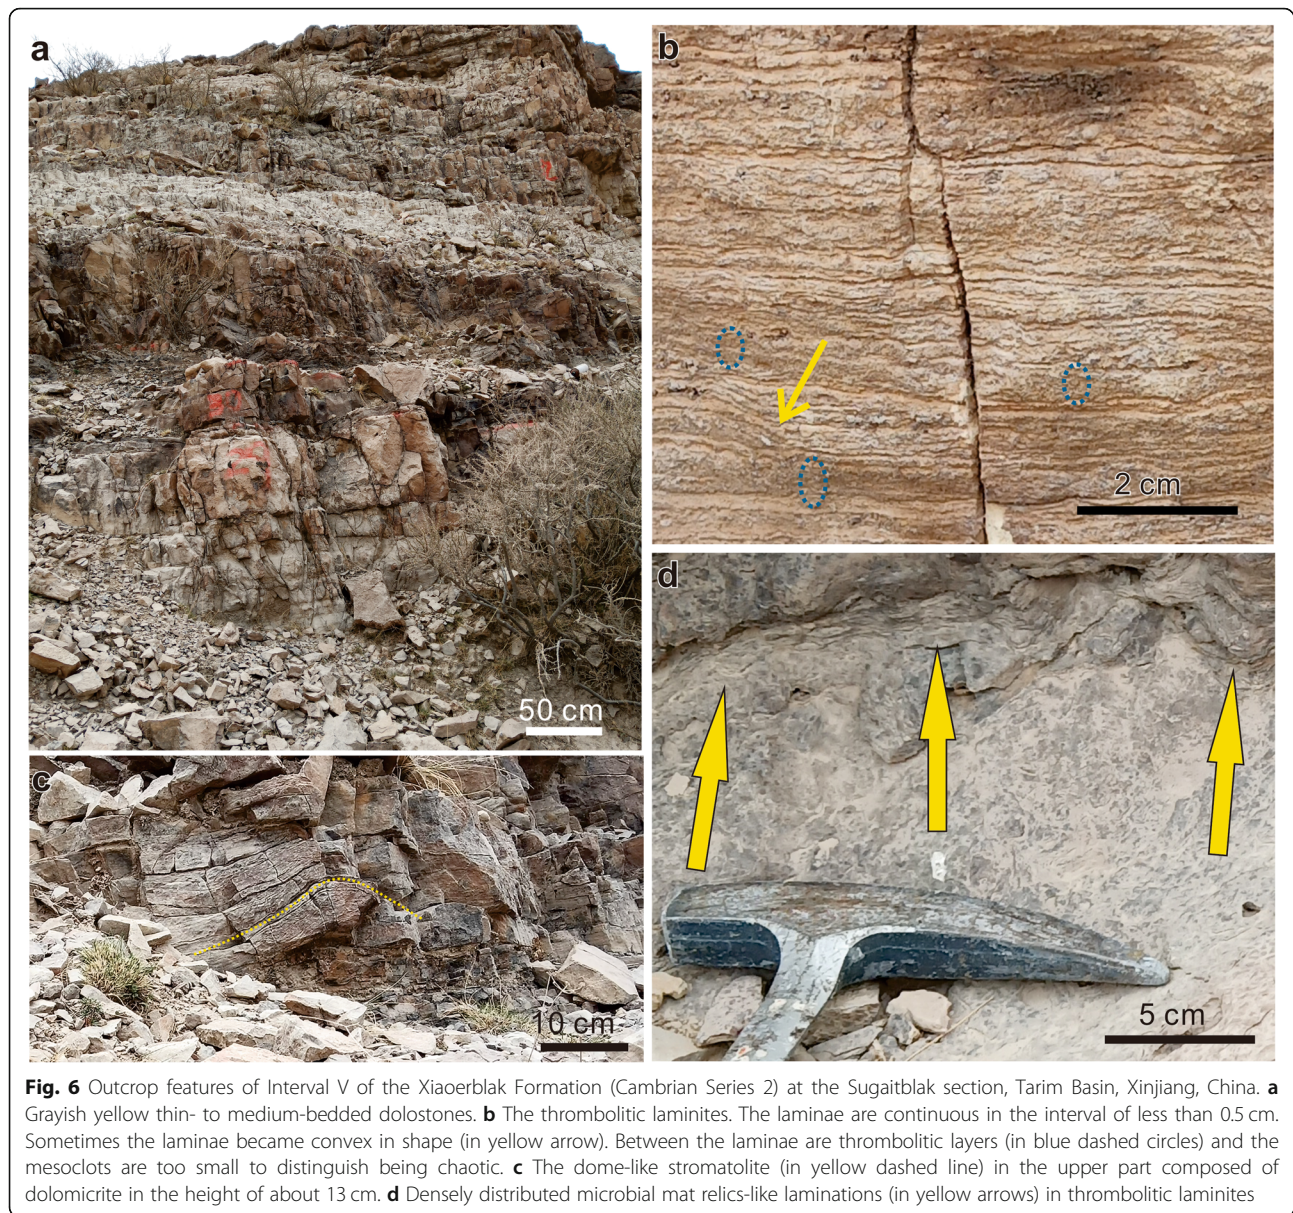 a
b
2 cm
50 cm
c
10 cm
d
5 cm
Fig. 6 Outcrop features of Interval V of the Xiaoerblak Formation (Cambrian Series 2) at the Sugaitblak section, Tarim Basin, Xinjiang, China. a
Grayish yellow thin- to medium-bedded dolostones. b The thrombolitic laminites. The laminae are continuous in the interval of less than 0.5 cm.
Sometimes the laminae became convex in shape (in yellow arrow). Between the laminae are thrombolitic layers (in blue dashed circles) and the
mesoclots are too small to distinguish being chaotic. c The dome-like stromatolite (in yellow dashed line) in the upper part composed of
dolomicrite in the height of about 13 cm. d Densely distributed microbial mat relics-like laminations (in yellow arrows) in thrombolitic laminites